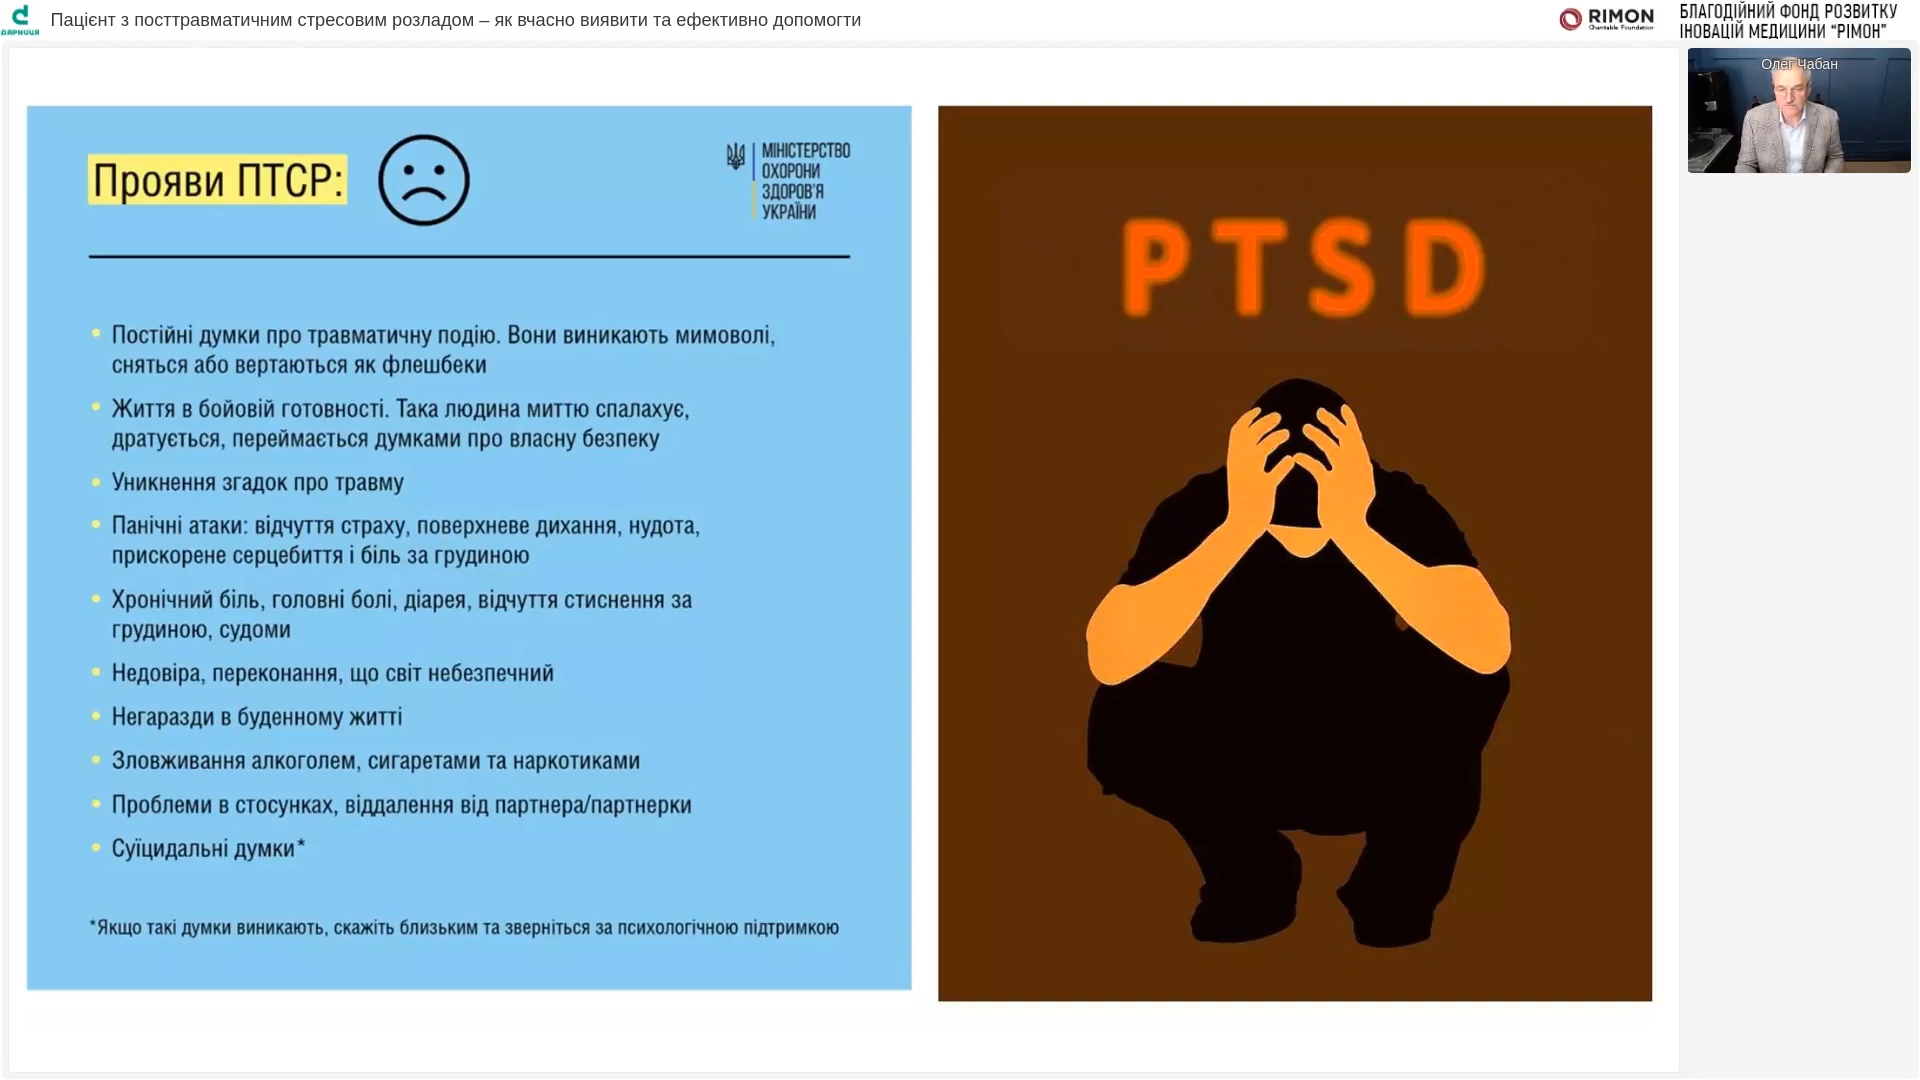 Дарниця
Пацієнт з посттравматичним стресовим розладом – як вчасно виявити та ефективно допомогти
RIMON
Charitable Foundation
БЛАГОДІЙНИЙ ФОНД РОЗВИТКУ
ІНОВАЦІЙ МЕДИЦИНИ “РІМОН”
Олег Чабан
Прояви ПТСР:
МІНІСТЕРСТВО
ОХОРОНИ
ЗДОРОВ'Я
УКРАЇНИ
• Постійні думки про травматичну подію. Вони виникають мимоволі,
сняться або вертаються як флешбеки
• Життя в бойовій готовності. Така людина миттю спалахує,
дратується, переймається думками про власну безпеку
• Уникнення згадок про травму
• Панічні атаки: відчуття страху, поверхневе дихання, нудота,
прискорене серцебиття і біль за грудиною
• Хронічний біль, головні болі, діарея, відчуття стиснення за
грудиною, судоми
• Недовіра, переконання, що світ небезпечний
• Негаразди в буденному житті
• Зловживання алкоголем, сигаретами та наркотиками
• Проблеми в стосунках, віддалення від партнера/партнерки
• Суїцидальні думки*
*Якщо такі думки виникають, скажіть близьким та зверніться за психологічною підтримкою
PTSD